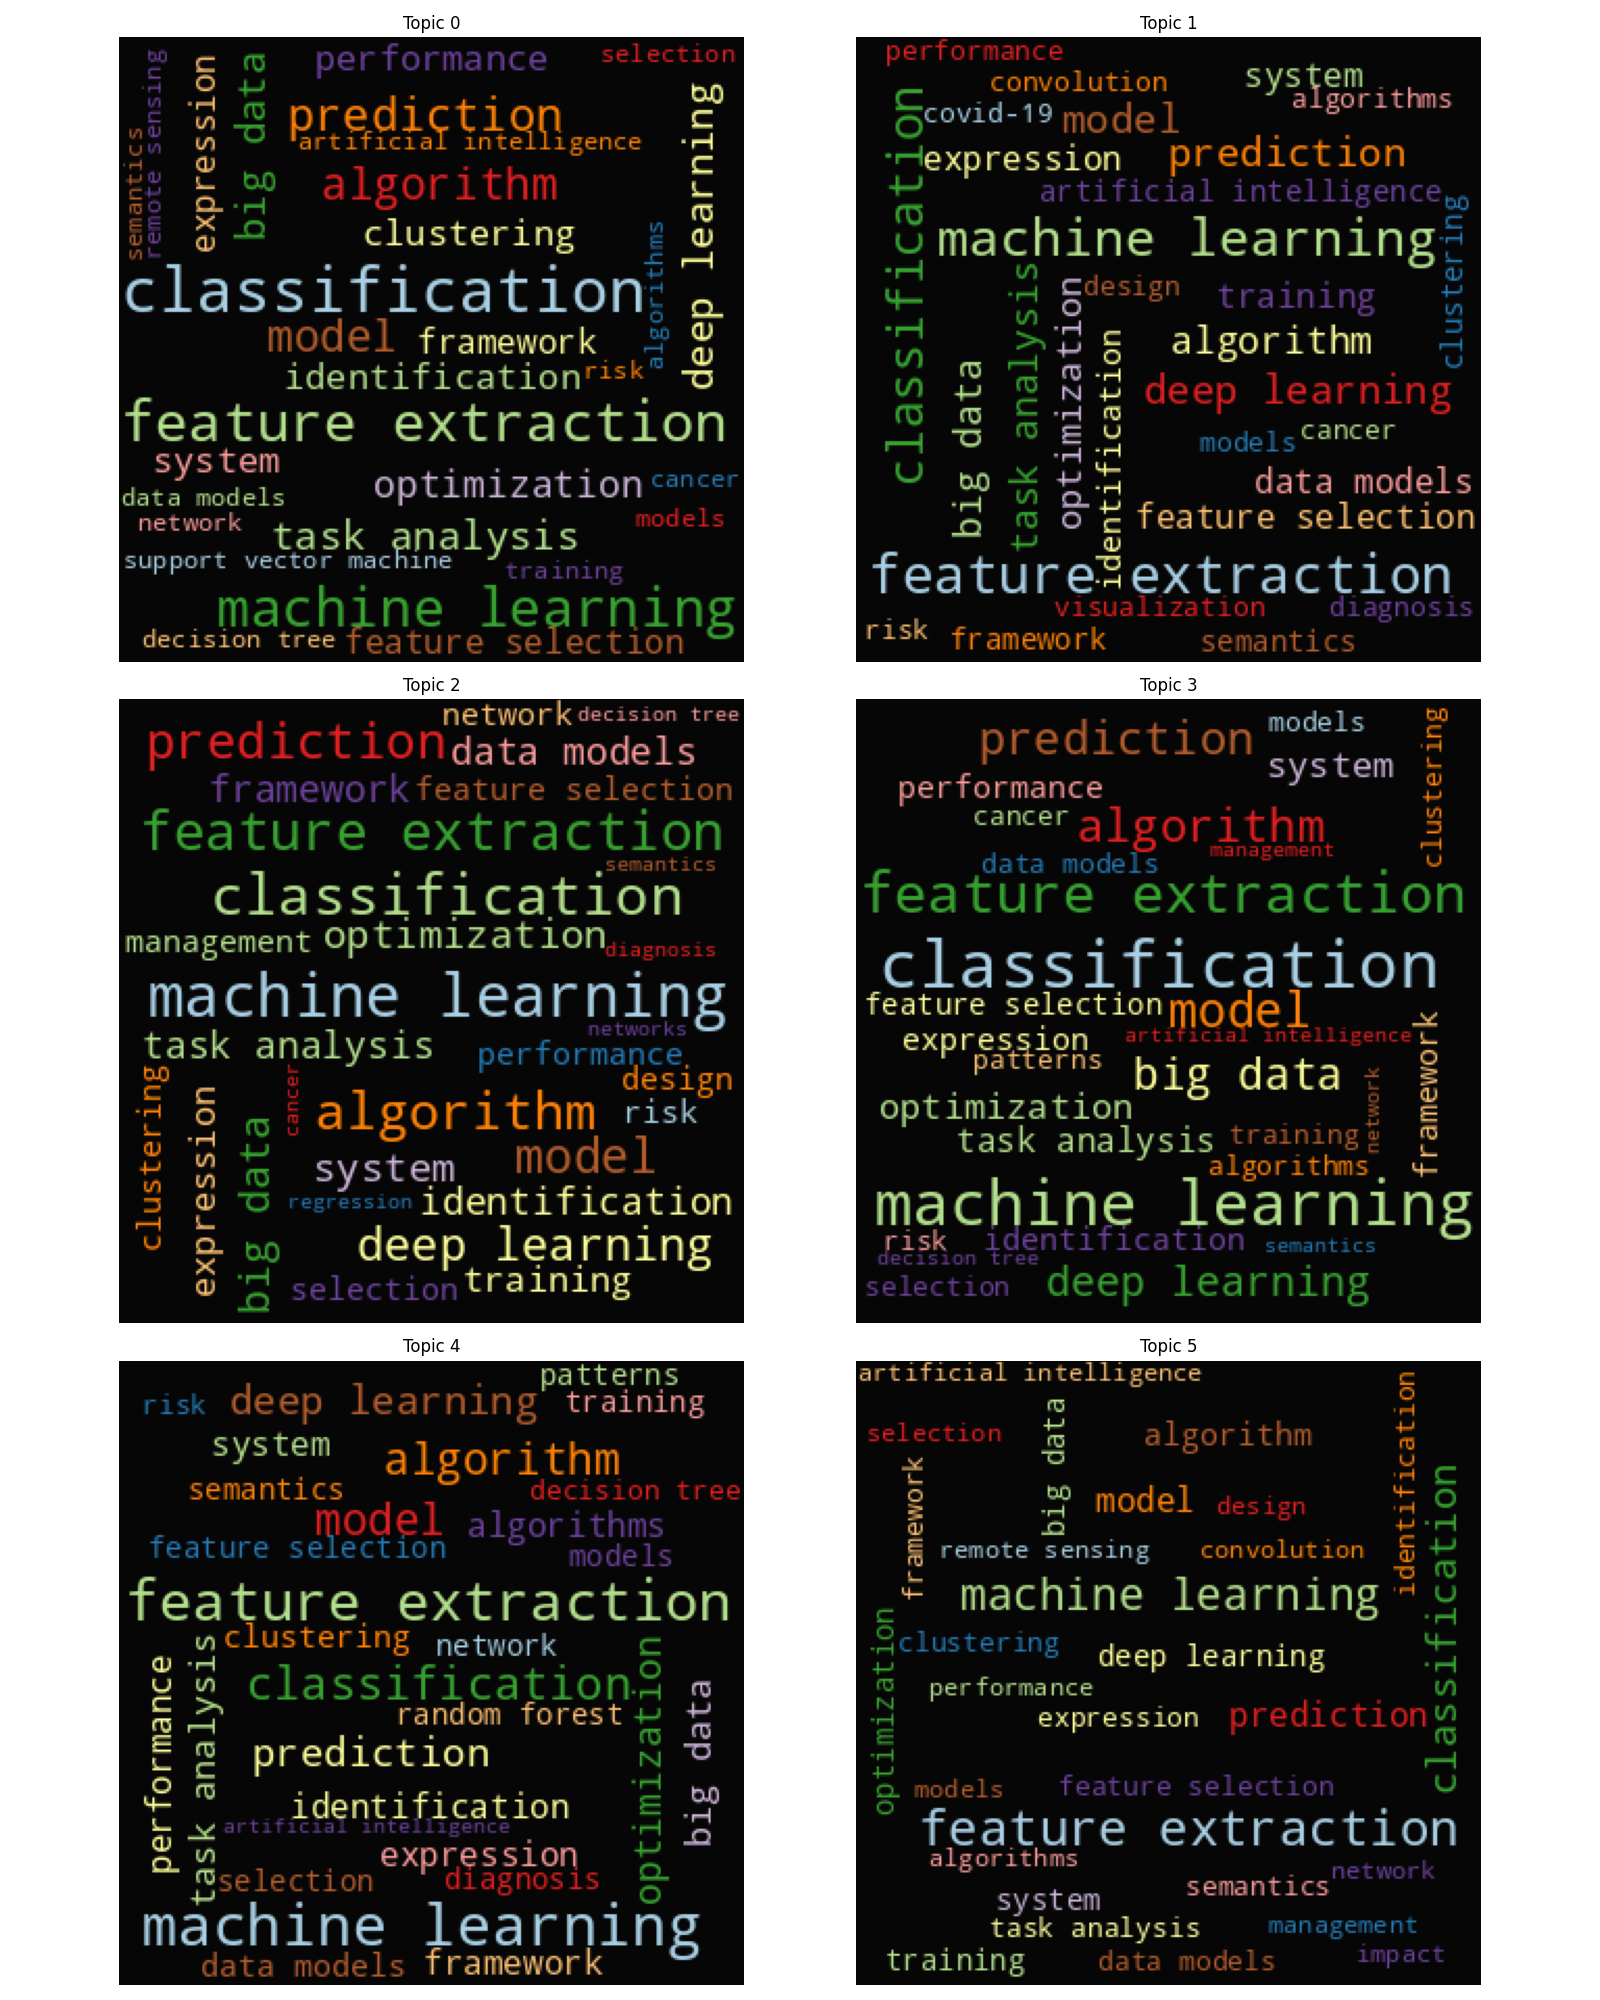 Topic 0
performance
selection
remote sensing
semantics
expression
big data
prediction
artificial intelligence
deep learning
algorithm
clustering
algorithms
classification
model
framework
identification
risk
feature extraction
system
optimization
cancer
data models
network
models
task analysis
support vector machine
training
machine learning
decision tree
feature selection
Topic 1
performance
convolution
system
algorithms
covid-19
model
classification
expression
prediction
artificial intelligence
machine learning
clustering
task analysis
optimization
design
training
identification
algorithm
big data
deep learning
models
cancer
data models
feature selection
feature extraction
visualization
diagnosis
risk
framework
semantics
Topic 2
network
decision tree
prediction
data models
framework
feature selection
feature extraction
semantics
classification
management
optimization
diagnosis
machine learning
networks
task analysis
performance
clustering
cancer
design
expression
big data
algorithm
risk
model
system
regression
identification
deep learning
selection
training
Topic 3
prediction
models
clustering
system
performance
cancer
algorithm
management
data models
feature extraction
classification
feature selection
model
expression
artificial intelligence
framework
patterns
big data
network
optimization
task analysis
training
algorithms
machine learning
risk
identification
semantics
decision tree
selection
deep learning
Topic 4
patterns
risk
deep learning
training
system
algorithm
semantics
decision tree
model
algorithms
feature selection
models
feature extraction
clustering
network
performance
task analysis
classification
optimization
big data
random forest
prediction
identification
artificial intelligence
expression
selection
diagnosis
machine learning
data models
framework
Topic 5
artificial intelligence
identification
big data
selection
algorithm
framework
classification
model
design
remote sensing
convolution
machine learning
optimization
clustering
deep learning
performance
expression
prediction
models
feature selection
feature extraction
algorithms
network
semantics
system
task analysis
management
training
data models
impact